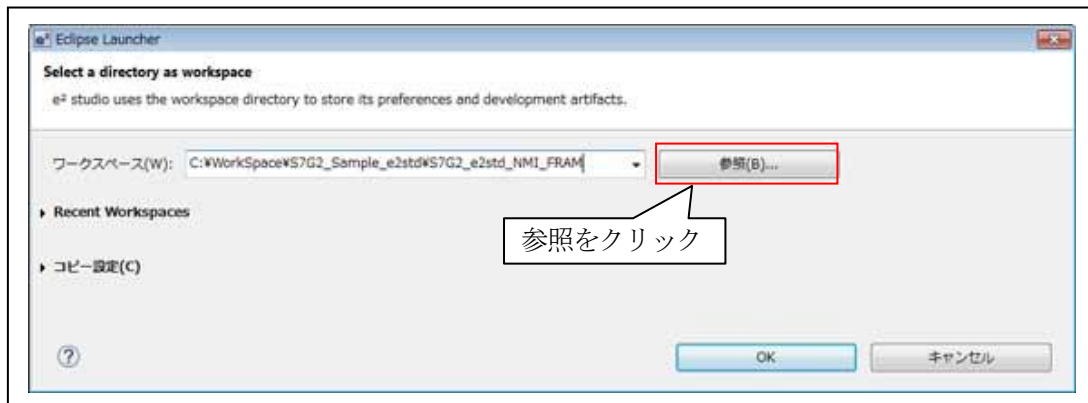 e² Eclipse Launcher
Select a directory as workspace
e² studio uses the workspace directory to store its preferences and development artifacts.
ワークスペース(W): C:¥WorkSpace¥S7G2_Sample_e2std¥S7G2_e2std_NMI_FRAM 参照(B)...
Recent Workspaces
参照をクリック
コピー設定(C)
? OK キャンセル